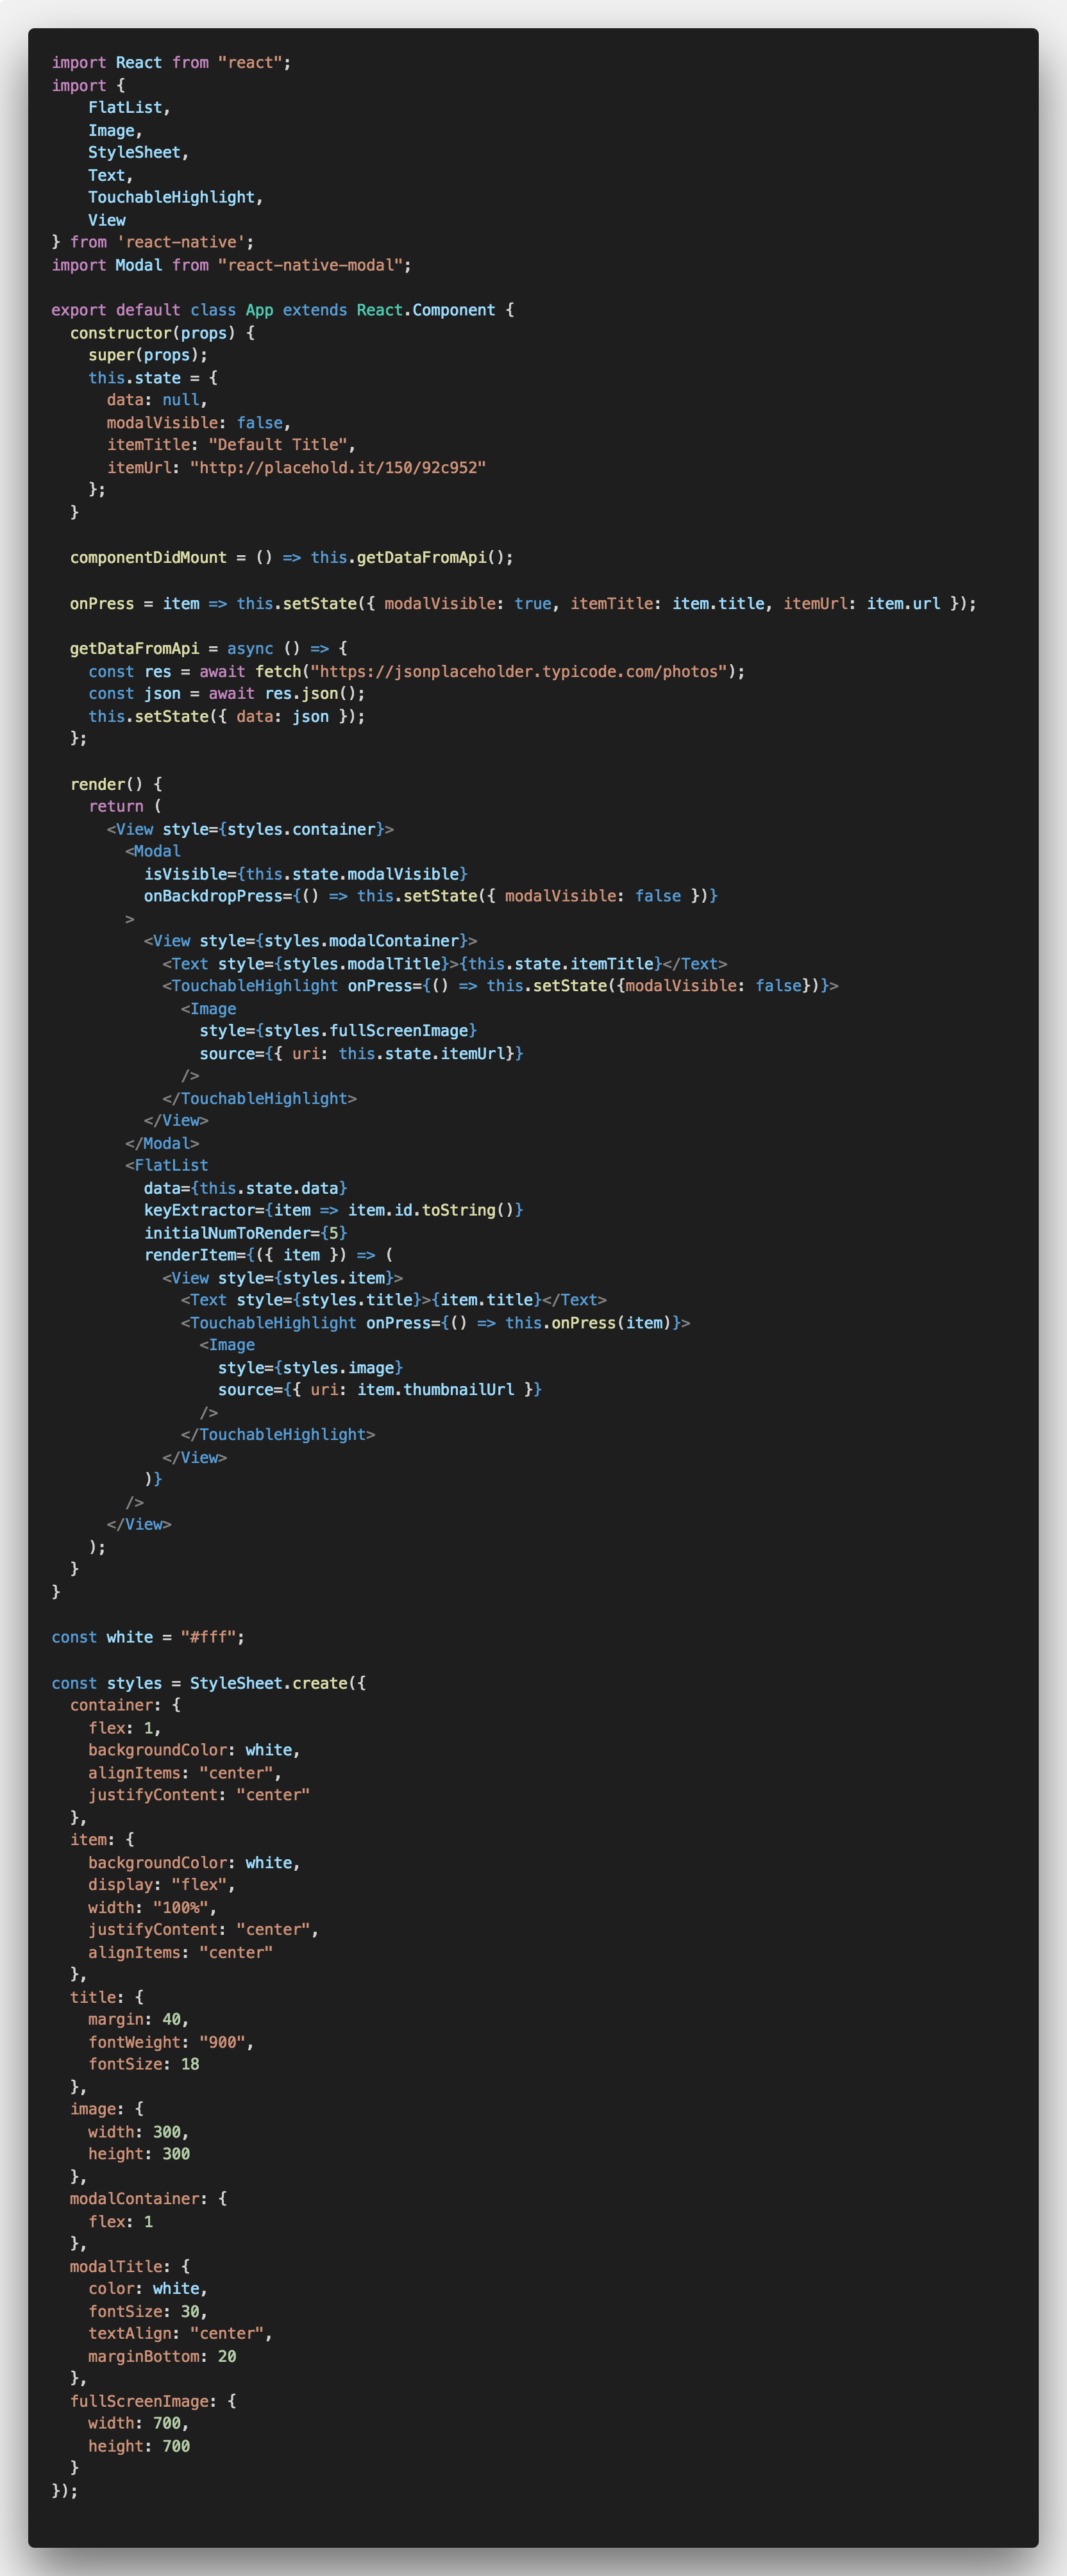 import React from "react";
import {
    FlatList,
    Image,
    StyleSheet,
    Text,
    TouchableHighlight,
    View
} from 'react-native';
import Modal from "react-native-modal";

export default class App extends React.Component {
  constructor(props) {
    super(props);
    this.state = {
      data: null,
      modalVisible: false,
      itemTitle: "Default Title",
      itemUrl: "http://placehold.it/150/92c952"
    };
  }

  componentDidMount = () => this.getDataFromApi();

  onPress = item => this.setState({ modalVisible: true, itemTitle: item.title, itemUrl: item.url });

  getDataFromApi = async () => {
    const res = await fetch("https://jsonplaceholder.typicode.com/photos");
    const json = await res.json();
    this.setState({ data: json });
  };

  render() {
    return (
      <View style={styles.container}>
        <Modal
          isVisible={this.state.modalVisible}
          onBackdropPress={() => this.setState({ modalVisible: false })}
        >
          <View style={styles.modalContainer}>
            <Text style={styles.modalTitle}>{this.state.itemTitle}</Text>
            <TouchableHighlight onPress={() => this.setState({modalVisible: false})}>
              <Image
                style={styles.fullScreenImage}
                source={{ uri: this.state.itemUrl}}
              />
            </TouchableHighlight>
          </View>
        </Modal>
        <FlatList
          data={this.state.data}
          keyExtractor={item => item.id.toString()}
          initialNumToRender={5}
          renderItem={({ item }) => (
            <View style={styles.item}>
              <Text style={styles.title}>{item.title}</Text>
              <TouchableHighlight onPress={() => this.onPress(item)}>
                <Image
                  style={styles.image}
                  source={{ uri: item.thumbnailUrl }}
                />
              </TouchableHighlight>
            </View>
          )}
        />
      </View>
    );
  }
}

const white = "#fff";

const styles = StyleSheet.create({
  container: {
    flex: 1,
    backgroundColor: white,
    alignItems: "center",
    justifyContent: "center"
  },
  item: {
    backgroundColor: white,
    display: "flex",
    width: "100%",
    justifyContent: "center",
    alignItems: "center"
  },
  title: {
    margin: 40,
    fontWeight: "900",
    fontSize: 18
  },
  image: {
    width: 300,
    height: 300
  },
  modalContainer: {
    flex: 1
  },
  modalTitle: {
    color: white,
    fontSize: 30,
    textAlign: "center",
    marginBottom: 20
  },
  fullScreenImage: {
    width: 700,
    height: 700
  }
});